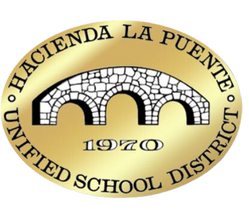 · HACIENDA LA PUENTE ·
1970
UNIFIED SCHOOL DISTRICT